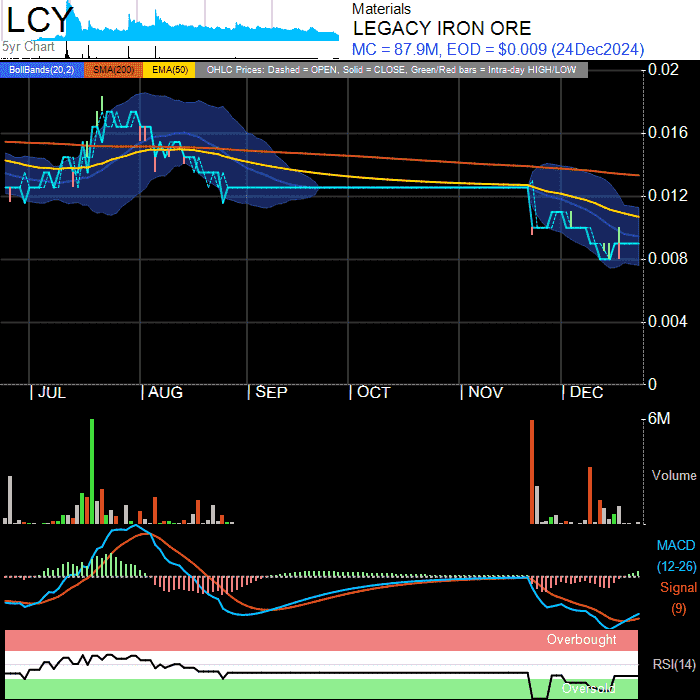 LCY
5yr Chart
Materials
LEGACY IRON ORE
MC = 87.9M, EOD = $0.009 (24Dec2024)
BollBands(20,2) SMA(200) EMA(50) OHLC Prices: Dashed = OPEN, Solid = CLOSE, Green/Red bars = Intra-day HIGH/LOW
0.02
0.016
0.012
0.008
0.004
0
JUL AUG SEP OCT NOV DEC
6M
Volume
MACD
(12-26)
Signal
(9)
Overbought
RSI(14)
Oversold